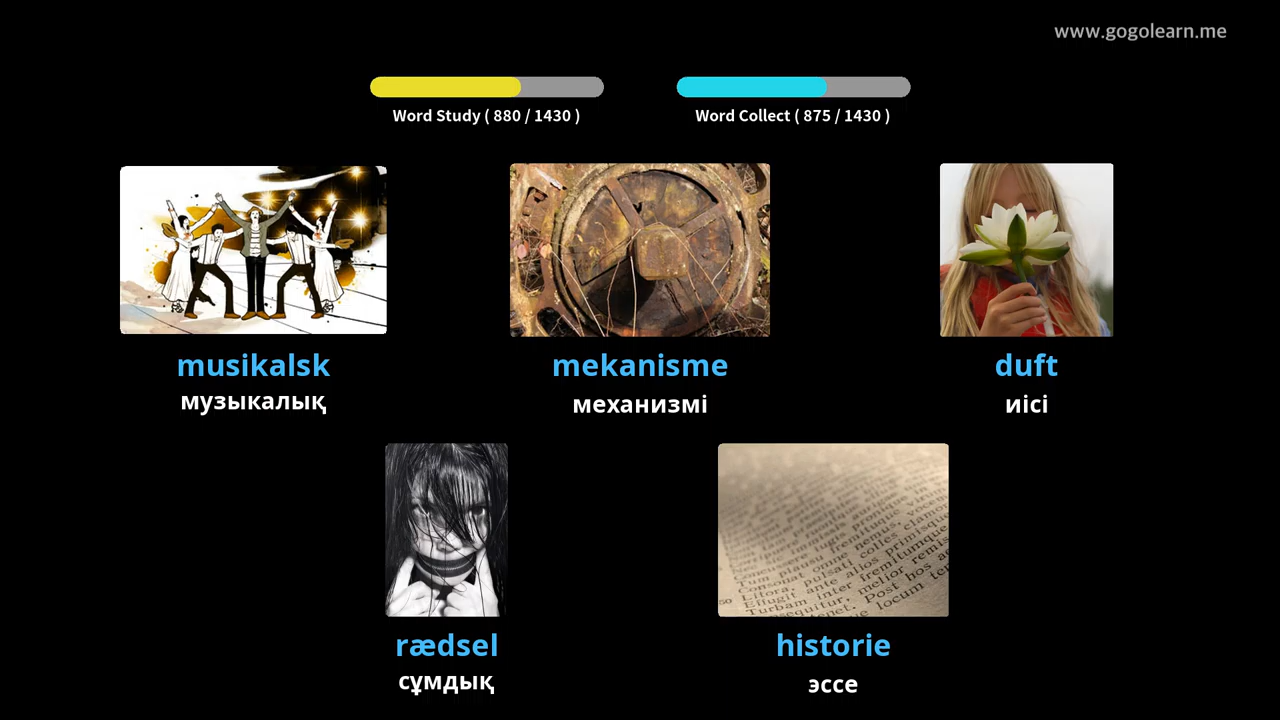 www.gogolearn.me
Word Study ( 880 / 1430 )
Word Collect ( 875 / 1430 )
musikalsk
музыкалық
mekanisme
механизмі
duft
иісі
rædsel
сұмдық
historie
эссе